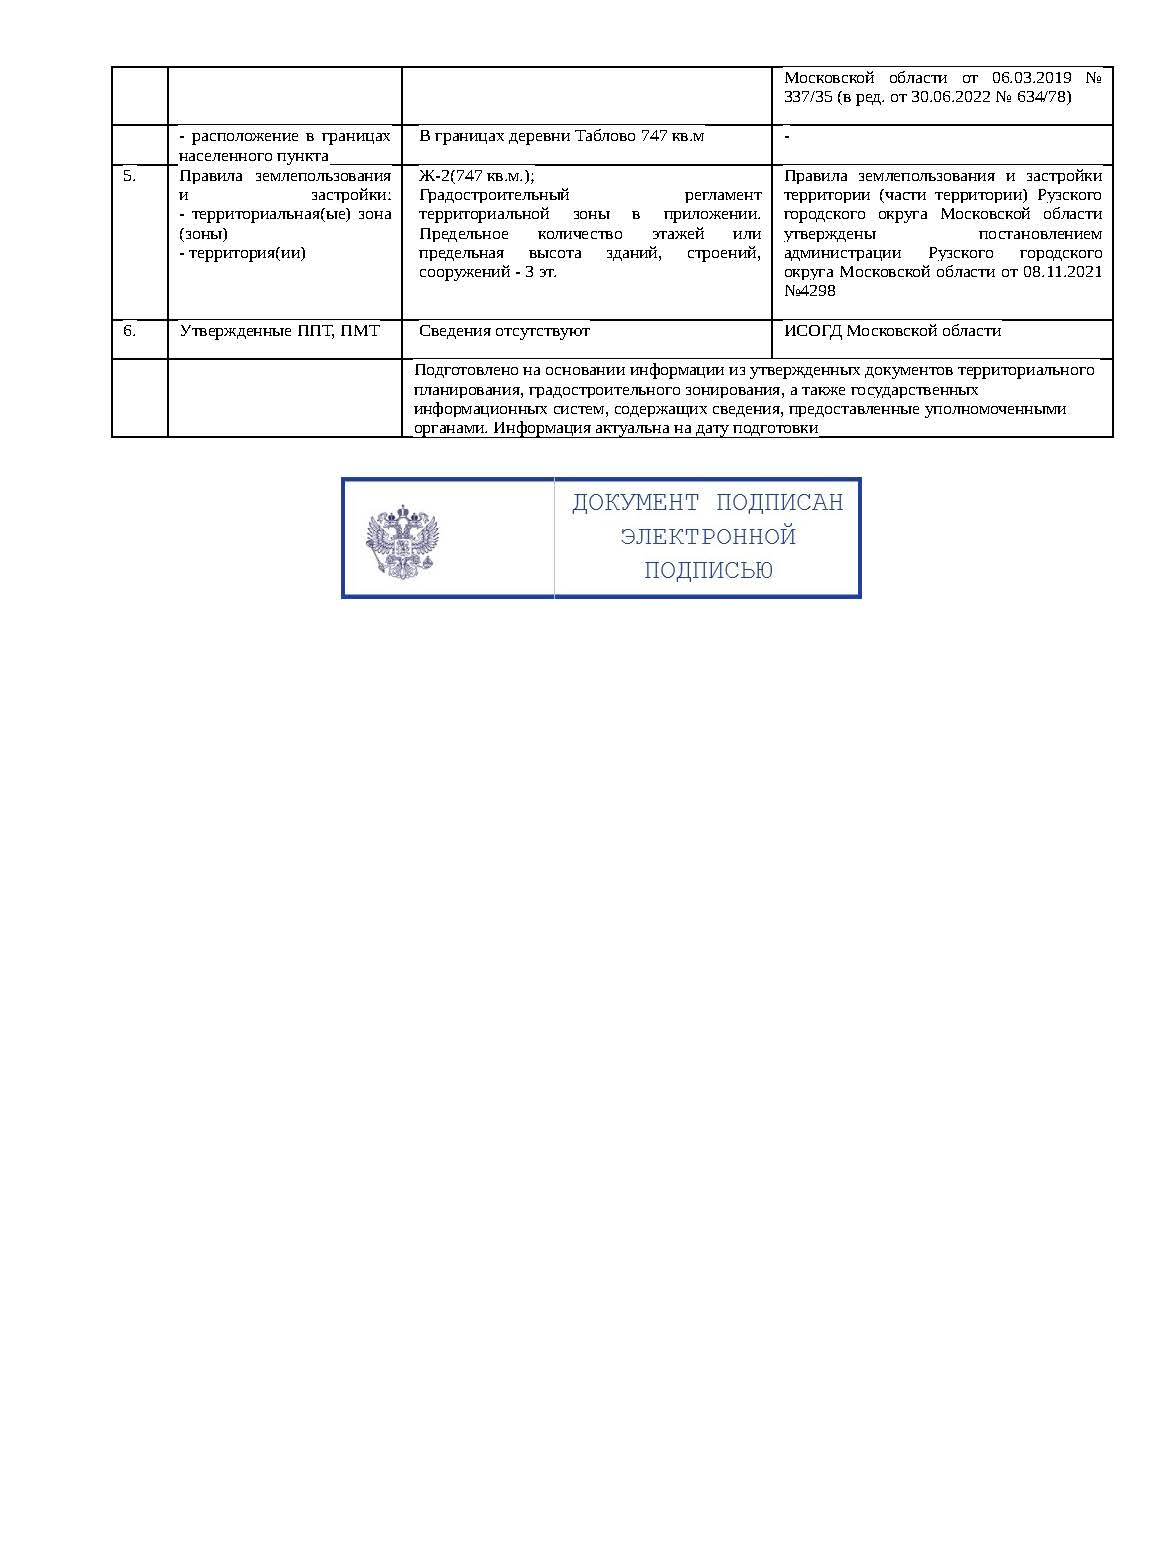 Московской области от 06.03.2019 №
337/35 (в ред. от 30.06.2022 № 634/78)
- расположение в границах
населенного пункта
В границах деревни Таблово 747 кв.м
-
5.
Правила землепользования
и застройки:
- территориальная(ые) зона
(зоны)
- территория(ии)
Ж-2(747 кв.м.);
Градостроительный регламент
территориальной зоны в приложении.
Предельное количество этажей или
предельная высота зданий, строений,
сооружений - 3 эт.
Правила землепользования и застройки
территории (части территории) Рузского
городского округа Московской области
утверждены постановлением
администрации Рузского городского
округа Московской области от 08.11.2021
№4298
6.
Утвержденные ППТ, ПМТ
Сведения отсутствуют
ИСОГД Московской области
Подготовлено на основании информации из утвержденных документов территориального
планирования, градостроительного зонирования, а также государственных
информационных систем, содержащих сведения, предоставленные уполномоченными
органами. Информация актуальна на дату подготовки
ДОКУМЕНТ ПОДПИСАН
ЭЛЕКТРОННОЙ
ПОДПИСЬЮ